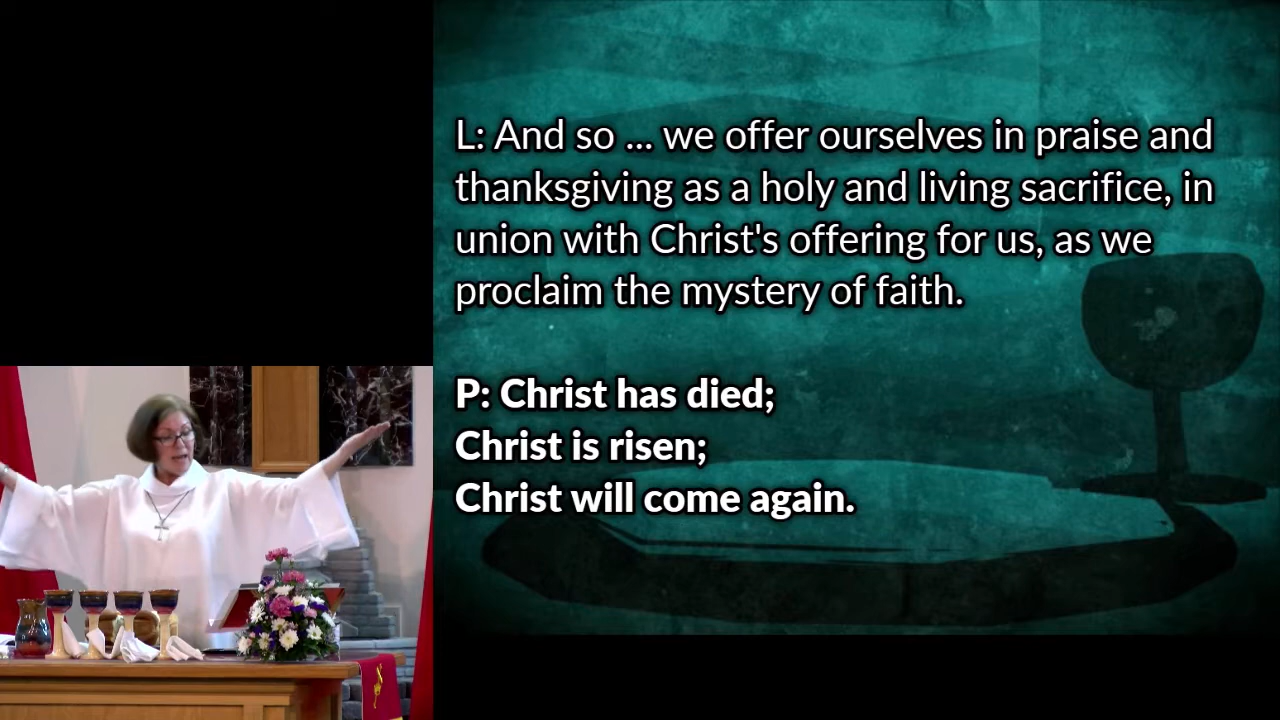 L: And so ... we offer ourselves in praise and
thanksgiving as a holy and living sacrifice, in
union with Christ's offering for us, as we
proclaim the mystery of faith.
P: Christ has died;
Christ is risen;
Christ will come again.